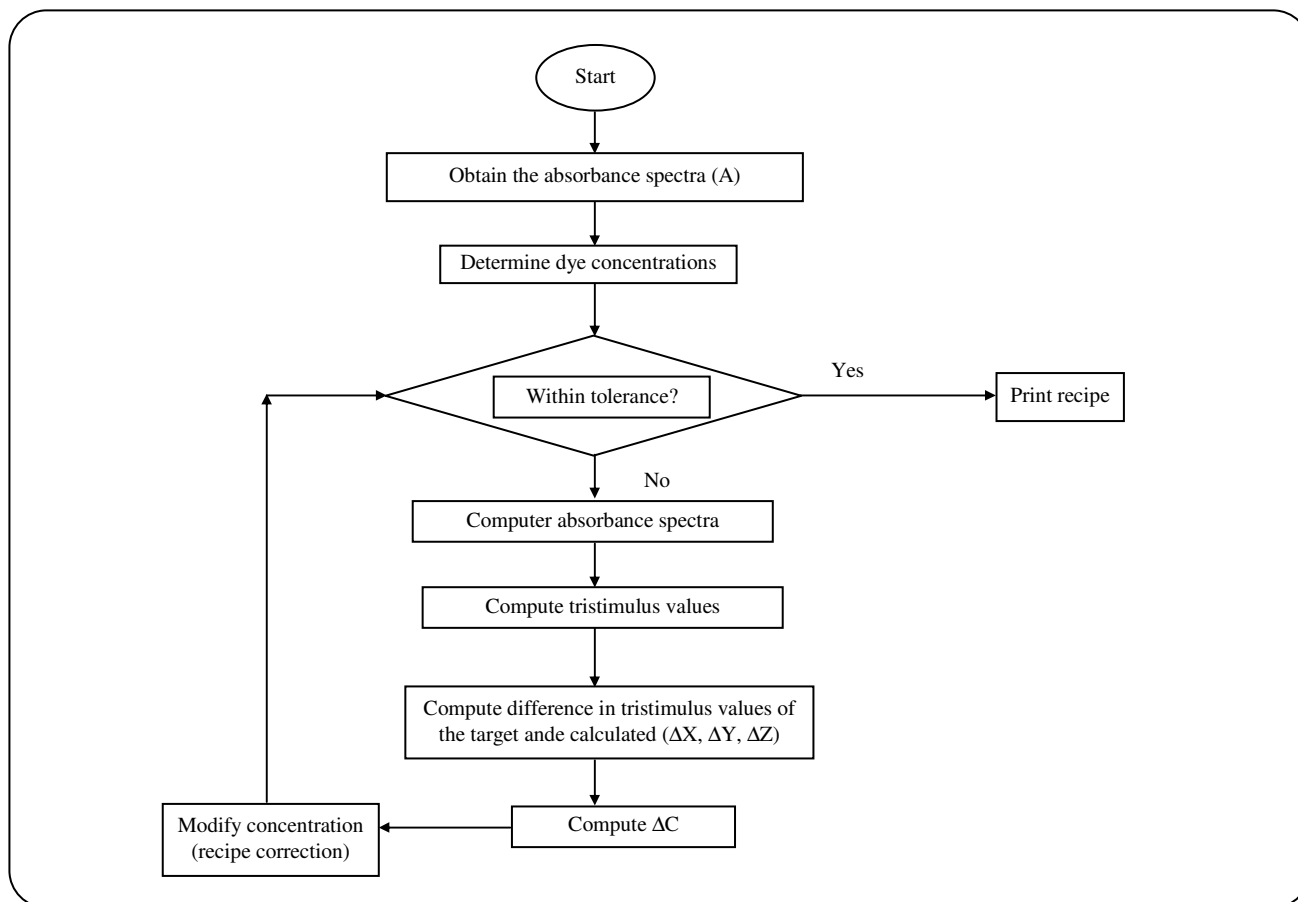 Start
Obtain the absorbance spectra (A)
Determine dye concentrations
Within tolerance?
Yes
Print recipe
No
Computer absorbance spectra
Compute tristimulus values
Compute difference in tristimulus values of
the target ande calculated (ΔX, ΔY, ΔZ)
Compute ΔC
Modify concentration
(recipe correction)